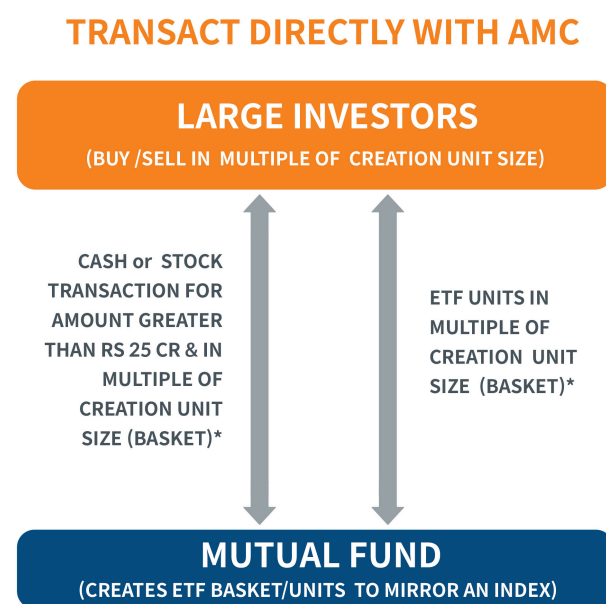 TRANSACT DIRECTLY WITH AMC
LARGE INVESTORS
(BUY /SELL IN MULTIPLE OF CREATION UNIT SIZE)
CASH or STOCK
TRANSACTION FOR
AMOUNT GREATER
THAN RS 25 CR & IN
MULTIPLE OF
CREATION UNIT
SIZE (BASKET)*
ETF UNITS IN
MULTIPLE OF
CREATION UNIT
SIZE (BASKET)*
MUTUAL FUND
(CREATES ETF BASKET/UNITS TO MIRROR AN INDEX)